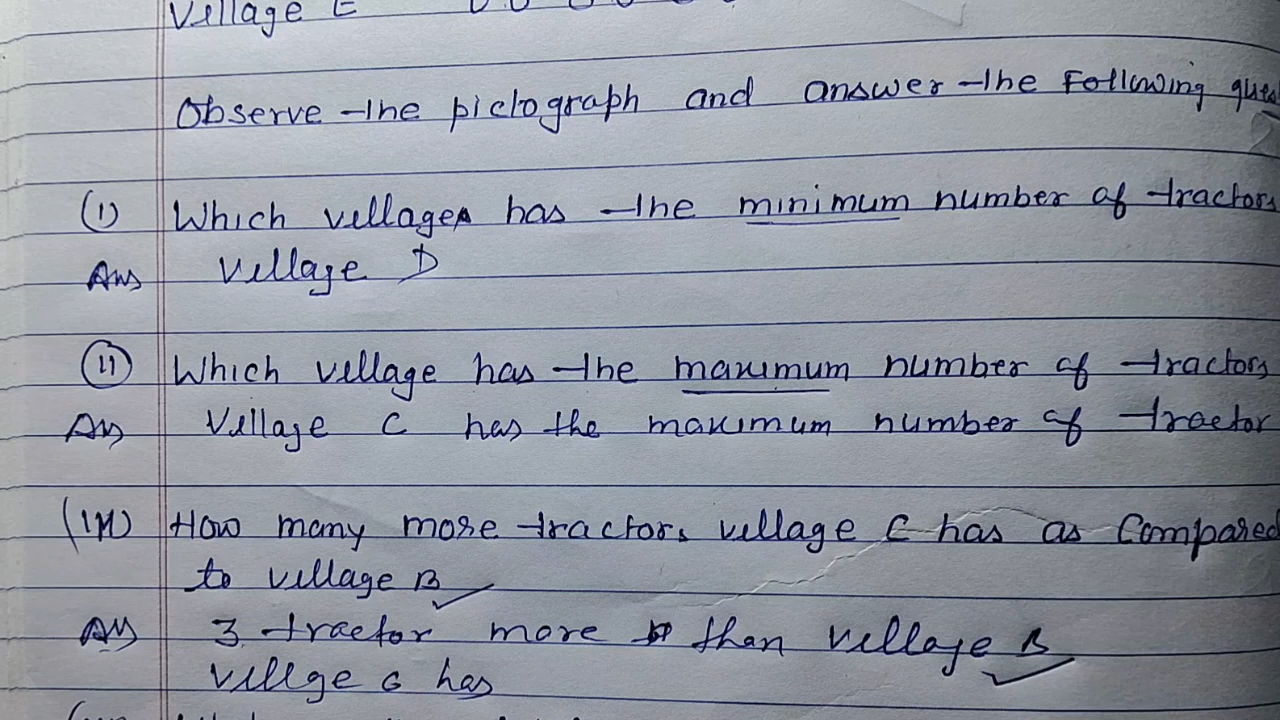 Village E
Observe the pictograph and answer the Following ques
(i) Which village has the minimum number of tractors
Ans Village D
(ii) Which village has the maximum number of tractors
Ans Village C has the maximum number of tractor
(iii) How many more tractors village C has as Compared
to village B
Ans 3 tractor more than village B
Villge C has